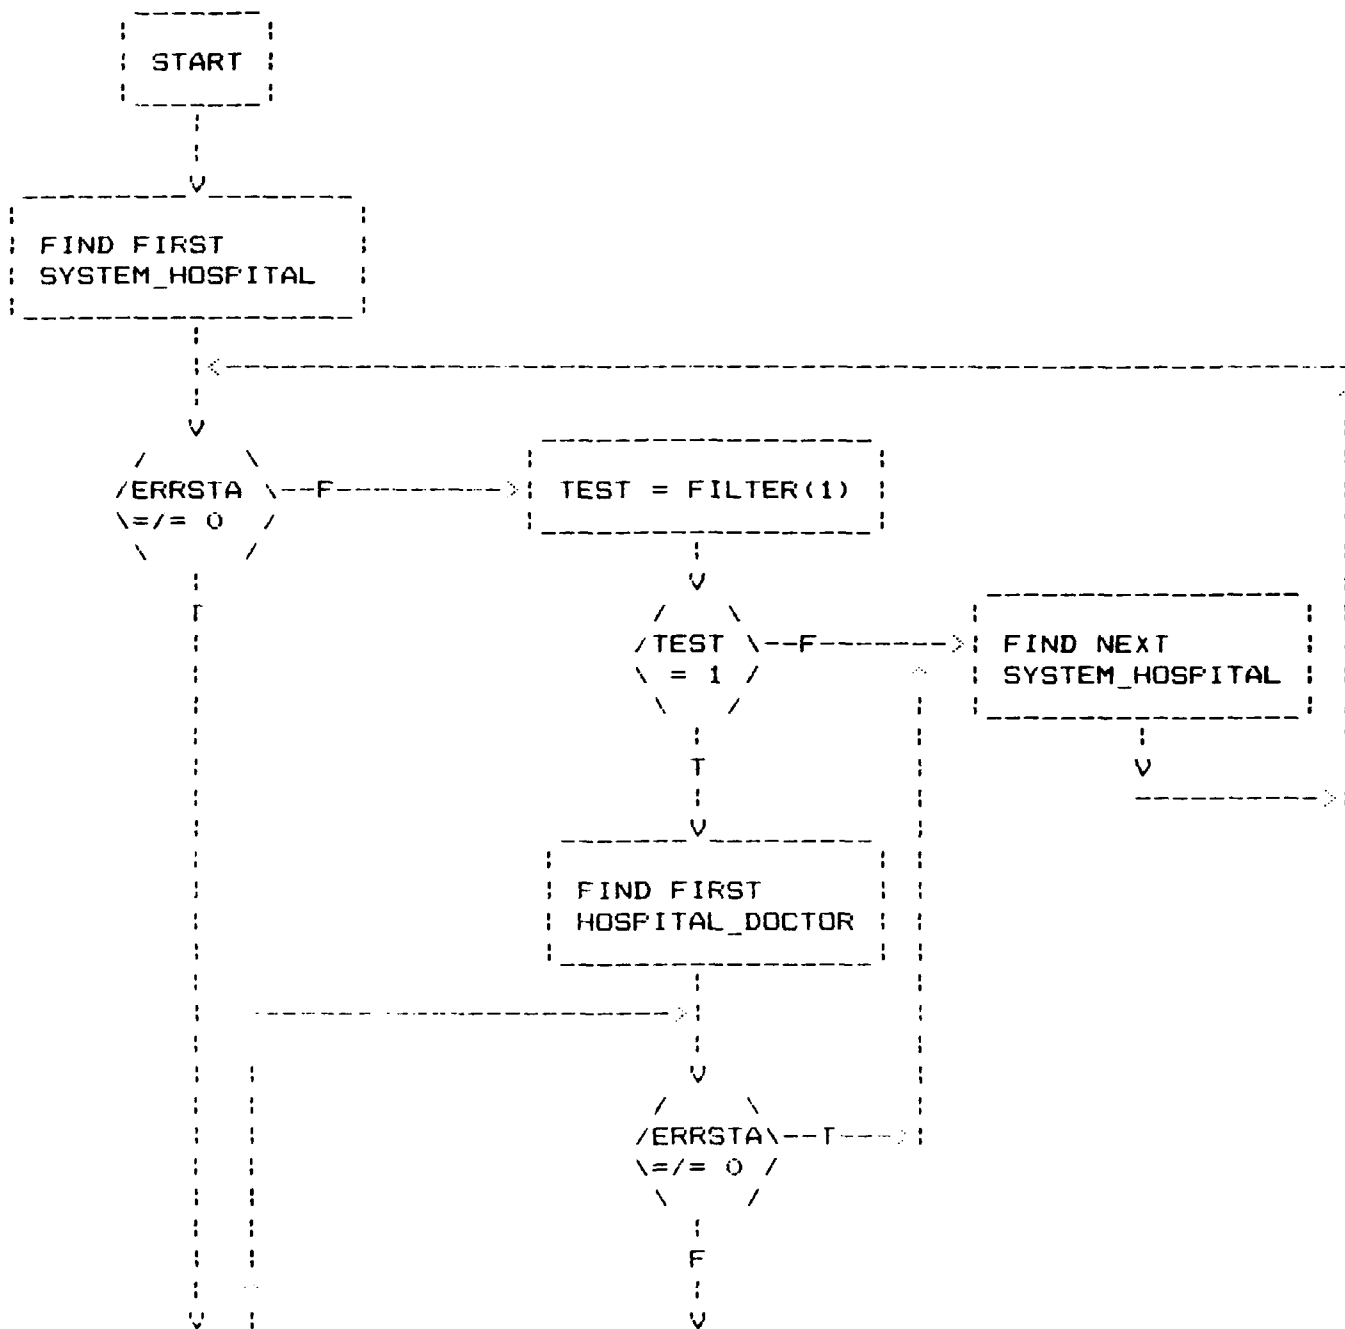 START
FIND FIRST
SYSTEM_HOSPITAL
ERRSTA
=/= 0
F
TEST = FILTER(1)
T
TEST
= 1
F
FIND NEXT
SYSTEM_HOSPITAL
T
FIND FIRST
HOSPITAL_DOCTOR
ERRSTA
=/= 0
T
F